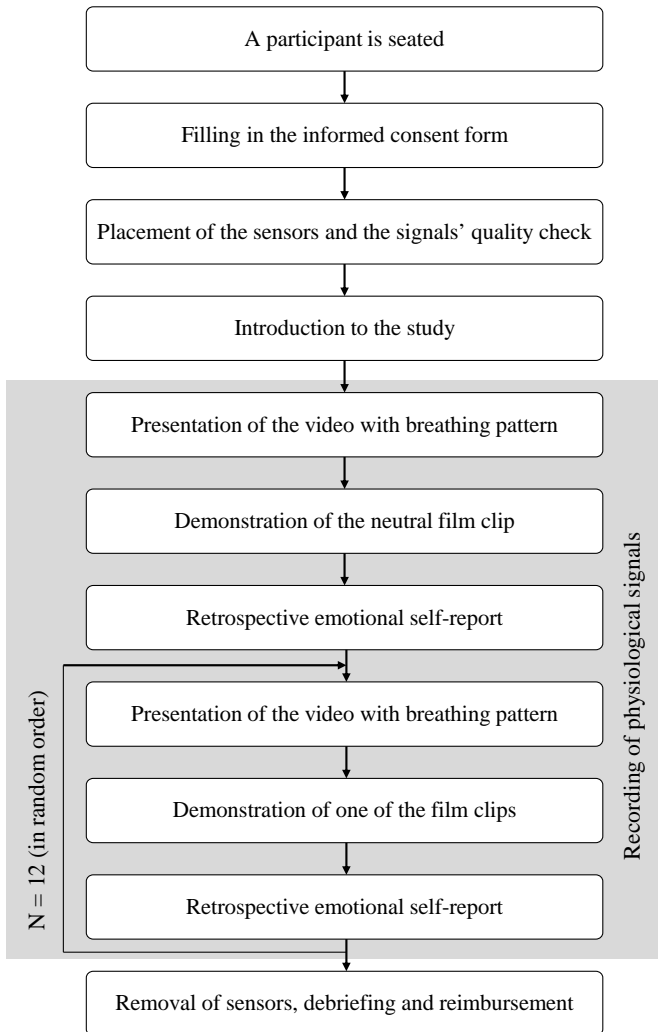 A participant is seated
Filling in the informed consent form
Placement of the sensors and the signals’ quality check
Introduction to the study
Presentation of the video with breathing pattern
Demonstration of the neutral film clip
Retrospective emotional self-report
Presentation of the video with breathing pattern
Demonstration of one of the film clips
Retrospective emotional self-report
Removal of sensors, debriefing and reimbursement
N = 12 (in random order)
Recording of physiological signals